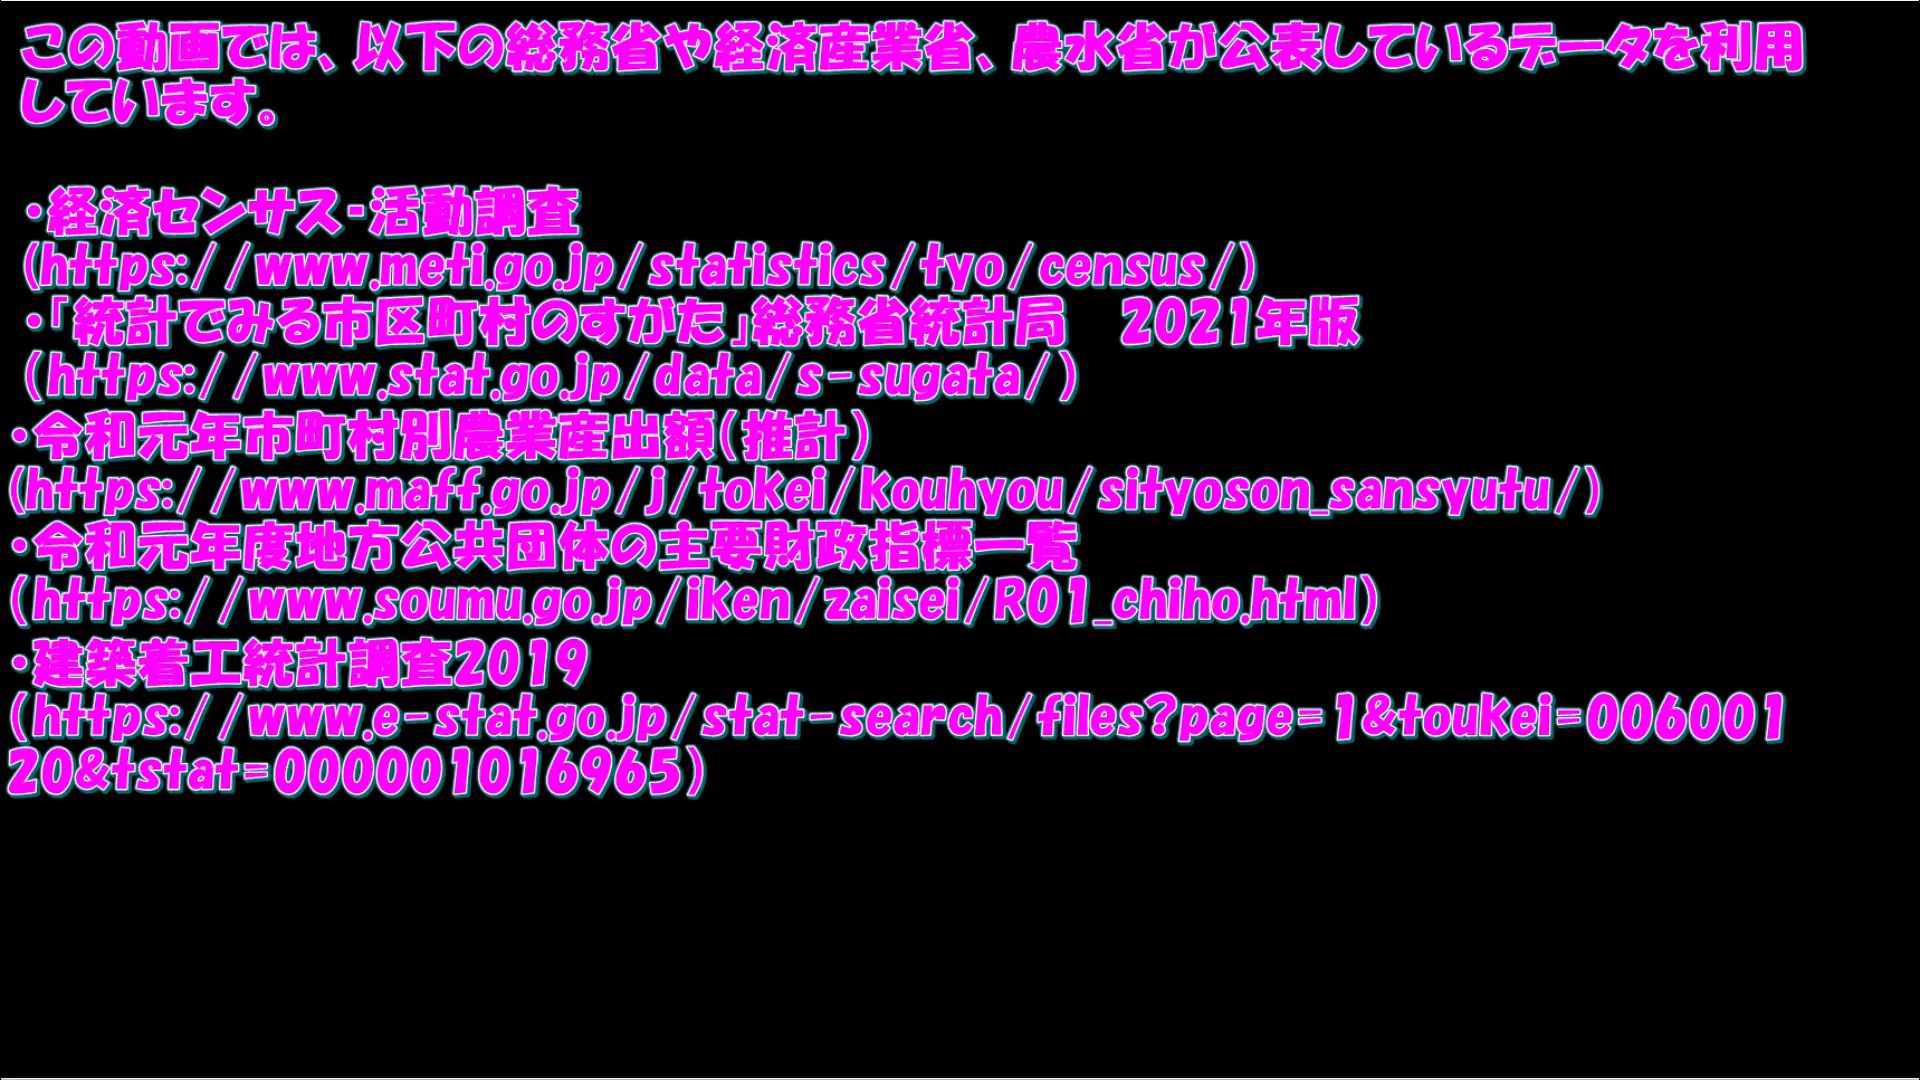 この動画では、以下の総務省や経済産業省、農水省が公表しているデータを利用
しています。
・経済センサス‐活動調査
(https://www.meti.go.jp/statistics/tyo/census/)
・「統計でみる市区町村のすがた」総務省統計局　2021年版
(https://www.stat.go.jp/data/s-sugata/)
・令和元年市町村別農業産出額(推計)
(https://www.maff.go.jp/j/tokei/kouhyou/sityoson_sansyutu/)
・令和元年度地方公共団体の主要財政指標一覧
(https://www.soumu.go.jp/iken/zaisei/R01_chiho.html)
・建築着工統計調査2019
(https://www.e-stat.go.jp/stat-search/files?page=1&toukei=006001
20&tstat=000001016965)